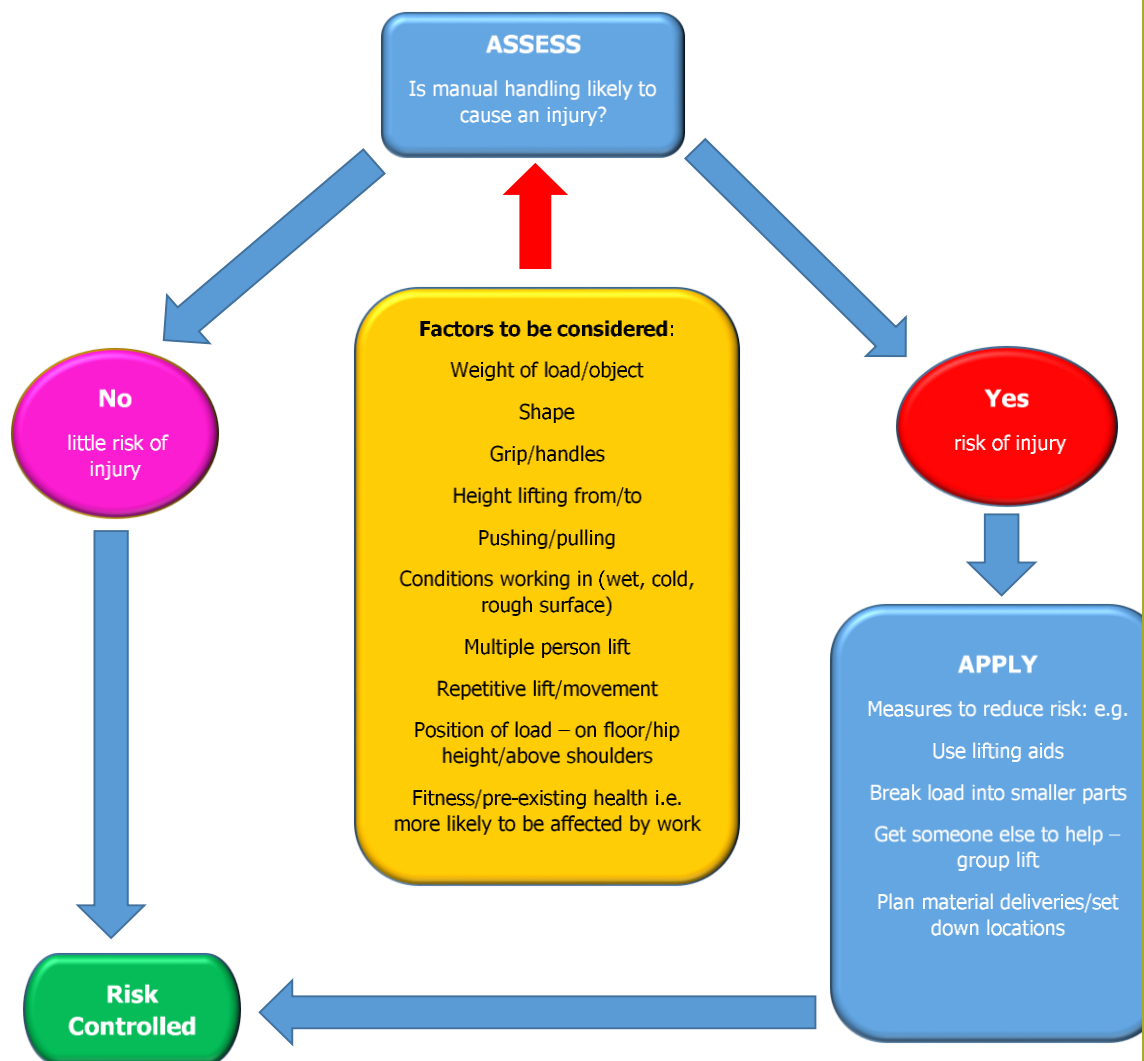 ASSESS
Is manual handling likely to
cause an injury?
Factors to be considered:
Weight of load/object
Shape
Grip/handles
Height lifting from/to
Pushing/pulling
Conditions working in (wet, cold,
rough surface)
Multiple person lift
Repetitive lift/movement
Position of load – on floor/hip
height/above shoulders
Fitness/pre-existing health i.e.
more likely to be affected by work
No
little risk of
injury
Yes
risk of injury
APPLY
Measures to reduce risk: e.g.
Use lifting aids
Break load into smaller parts
Get someone else to help –
group lift
Plan material deliveries/set
down locations
Risk
Controlled